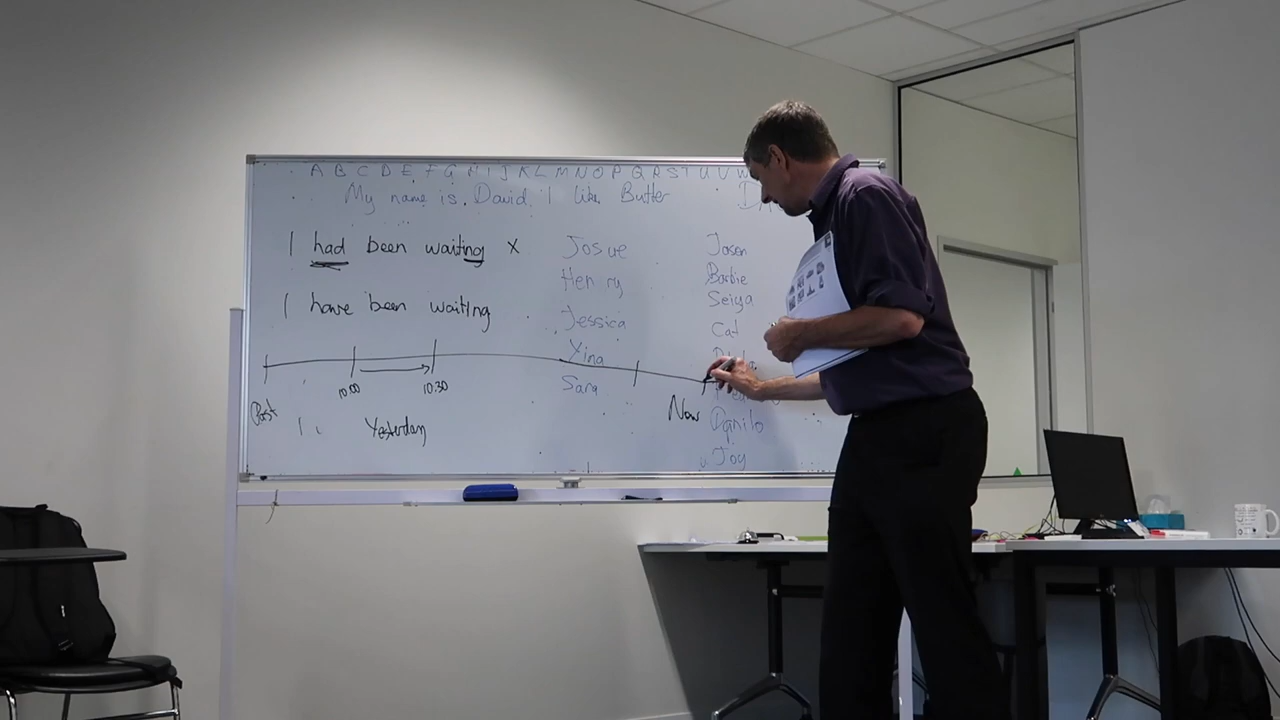 A B C D E F G H I J K L M N O P Q R S T U V W
My name is David. I like Butter
I had been waiting x
I have been waiting
10.00
10.30
Past
Yesterday
Now
Josue
Henry
Jessica
Yina
Sara
Jason
Barbie
Seiya
Cat
Danilo
Joy